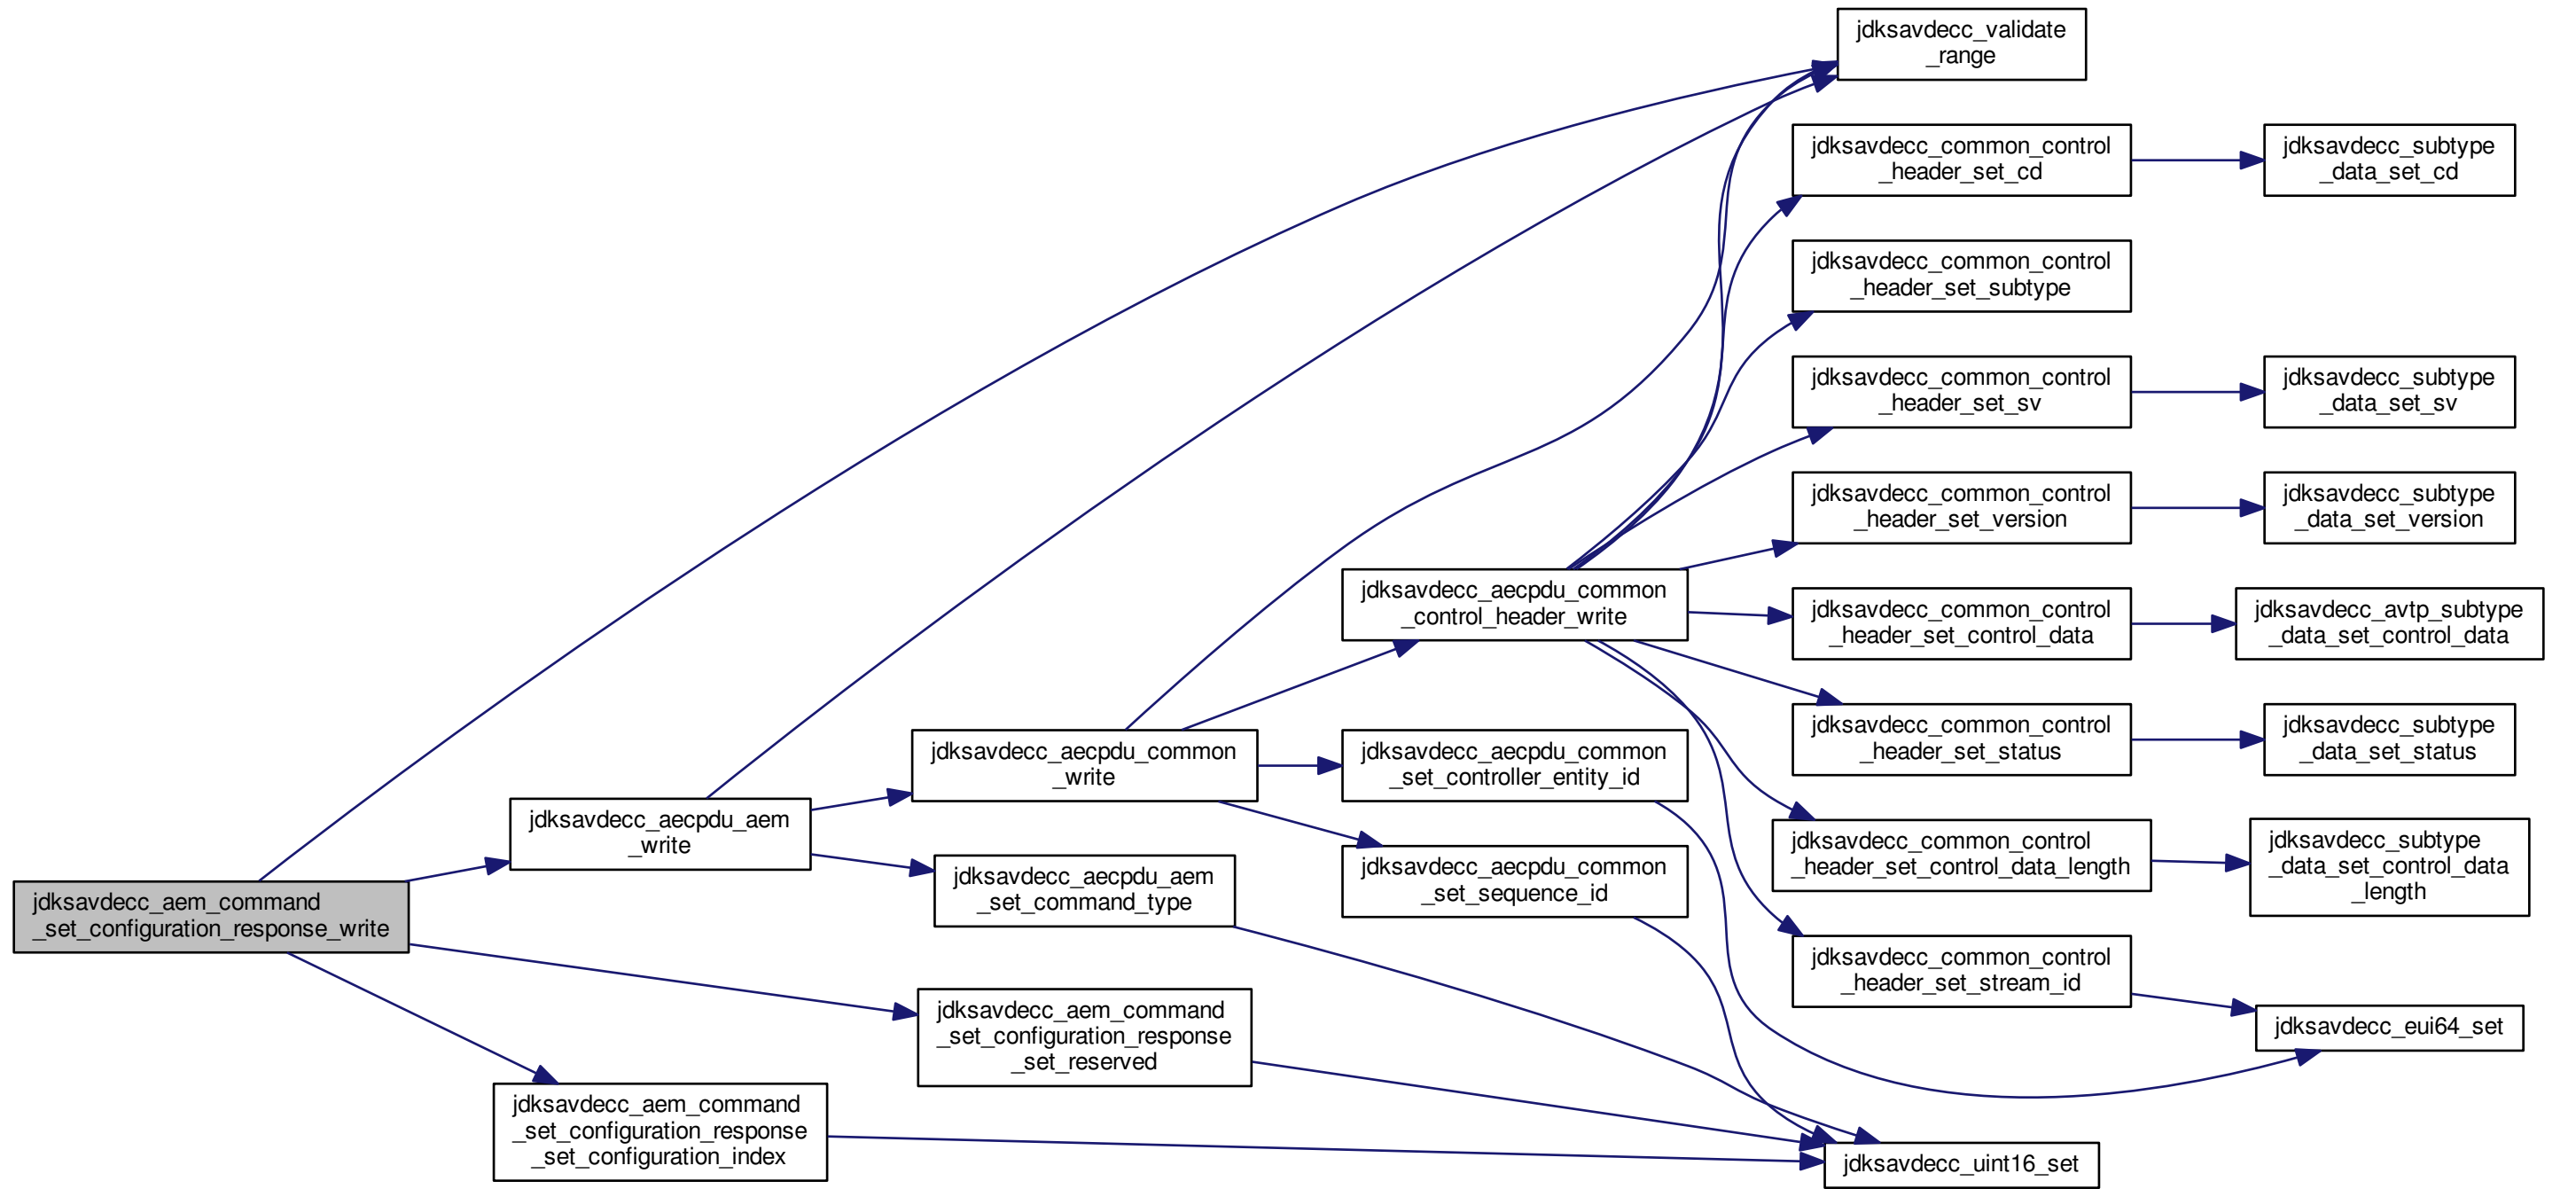 jdksavdecc_aem_command
_set_configuration_response_write
jdksavdecc_aecpdu_aem
_write
jdksavdecc_aem_command
_set_configuration_response
_set_configuration_index
jdksavdecc_aecpdu_common
_write
jdksavdecc_aecpdu_aem
_set_command_type
jdksavdecc_aem_command
_set_configuration_response
_set_reserved
jdksavdecc_aecpdu_common
_control_header_write
jdksavdecc_aecpdu_common
_set_controller_entity_id
jdksavdecc_aecpdu_common
_set_sequence_id
jdksavdecc_validate
_range
jdksavdecc_common_control
_header_set_cd
jdksavdecc_common_control
_header_set_subtype
jdksavdecc_common_control
_header_set_sv
jdksavdecc_common_control
_header_set_version
jdksavdecc_common_control
_header_set_control_data
jdksavdecc_common_control
_header_set_status
jdksavdecc_common_control
_header_set_control_data_length
jdksavdecc_common_control
_header_set_stream_id
jdksavdecc_uint16_set
jdksavdecc_subtype
_data_set_cd
jdksavdecc_subtype
_data_set_sv
jdksavdecc_subtype
_data_set_version
jdksavdecc_avtp_subtype
_data_set_control_data
jdksavdecc_subtype
_data_set_status
jdksavdecc_subtype
_data_set_control_data
_length
jdksavdecc_eui64_set